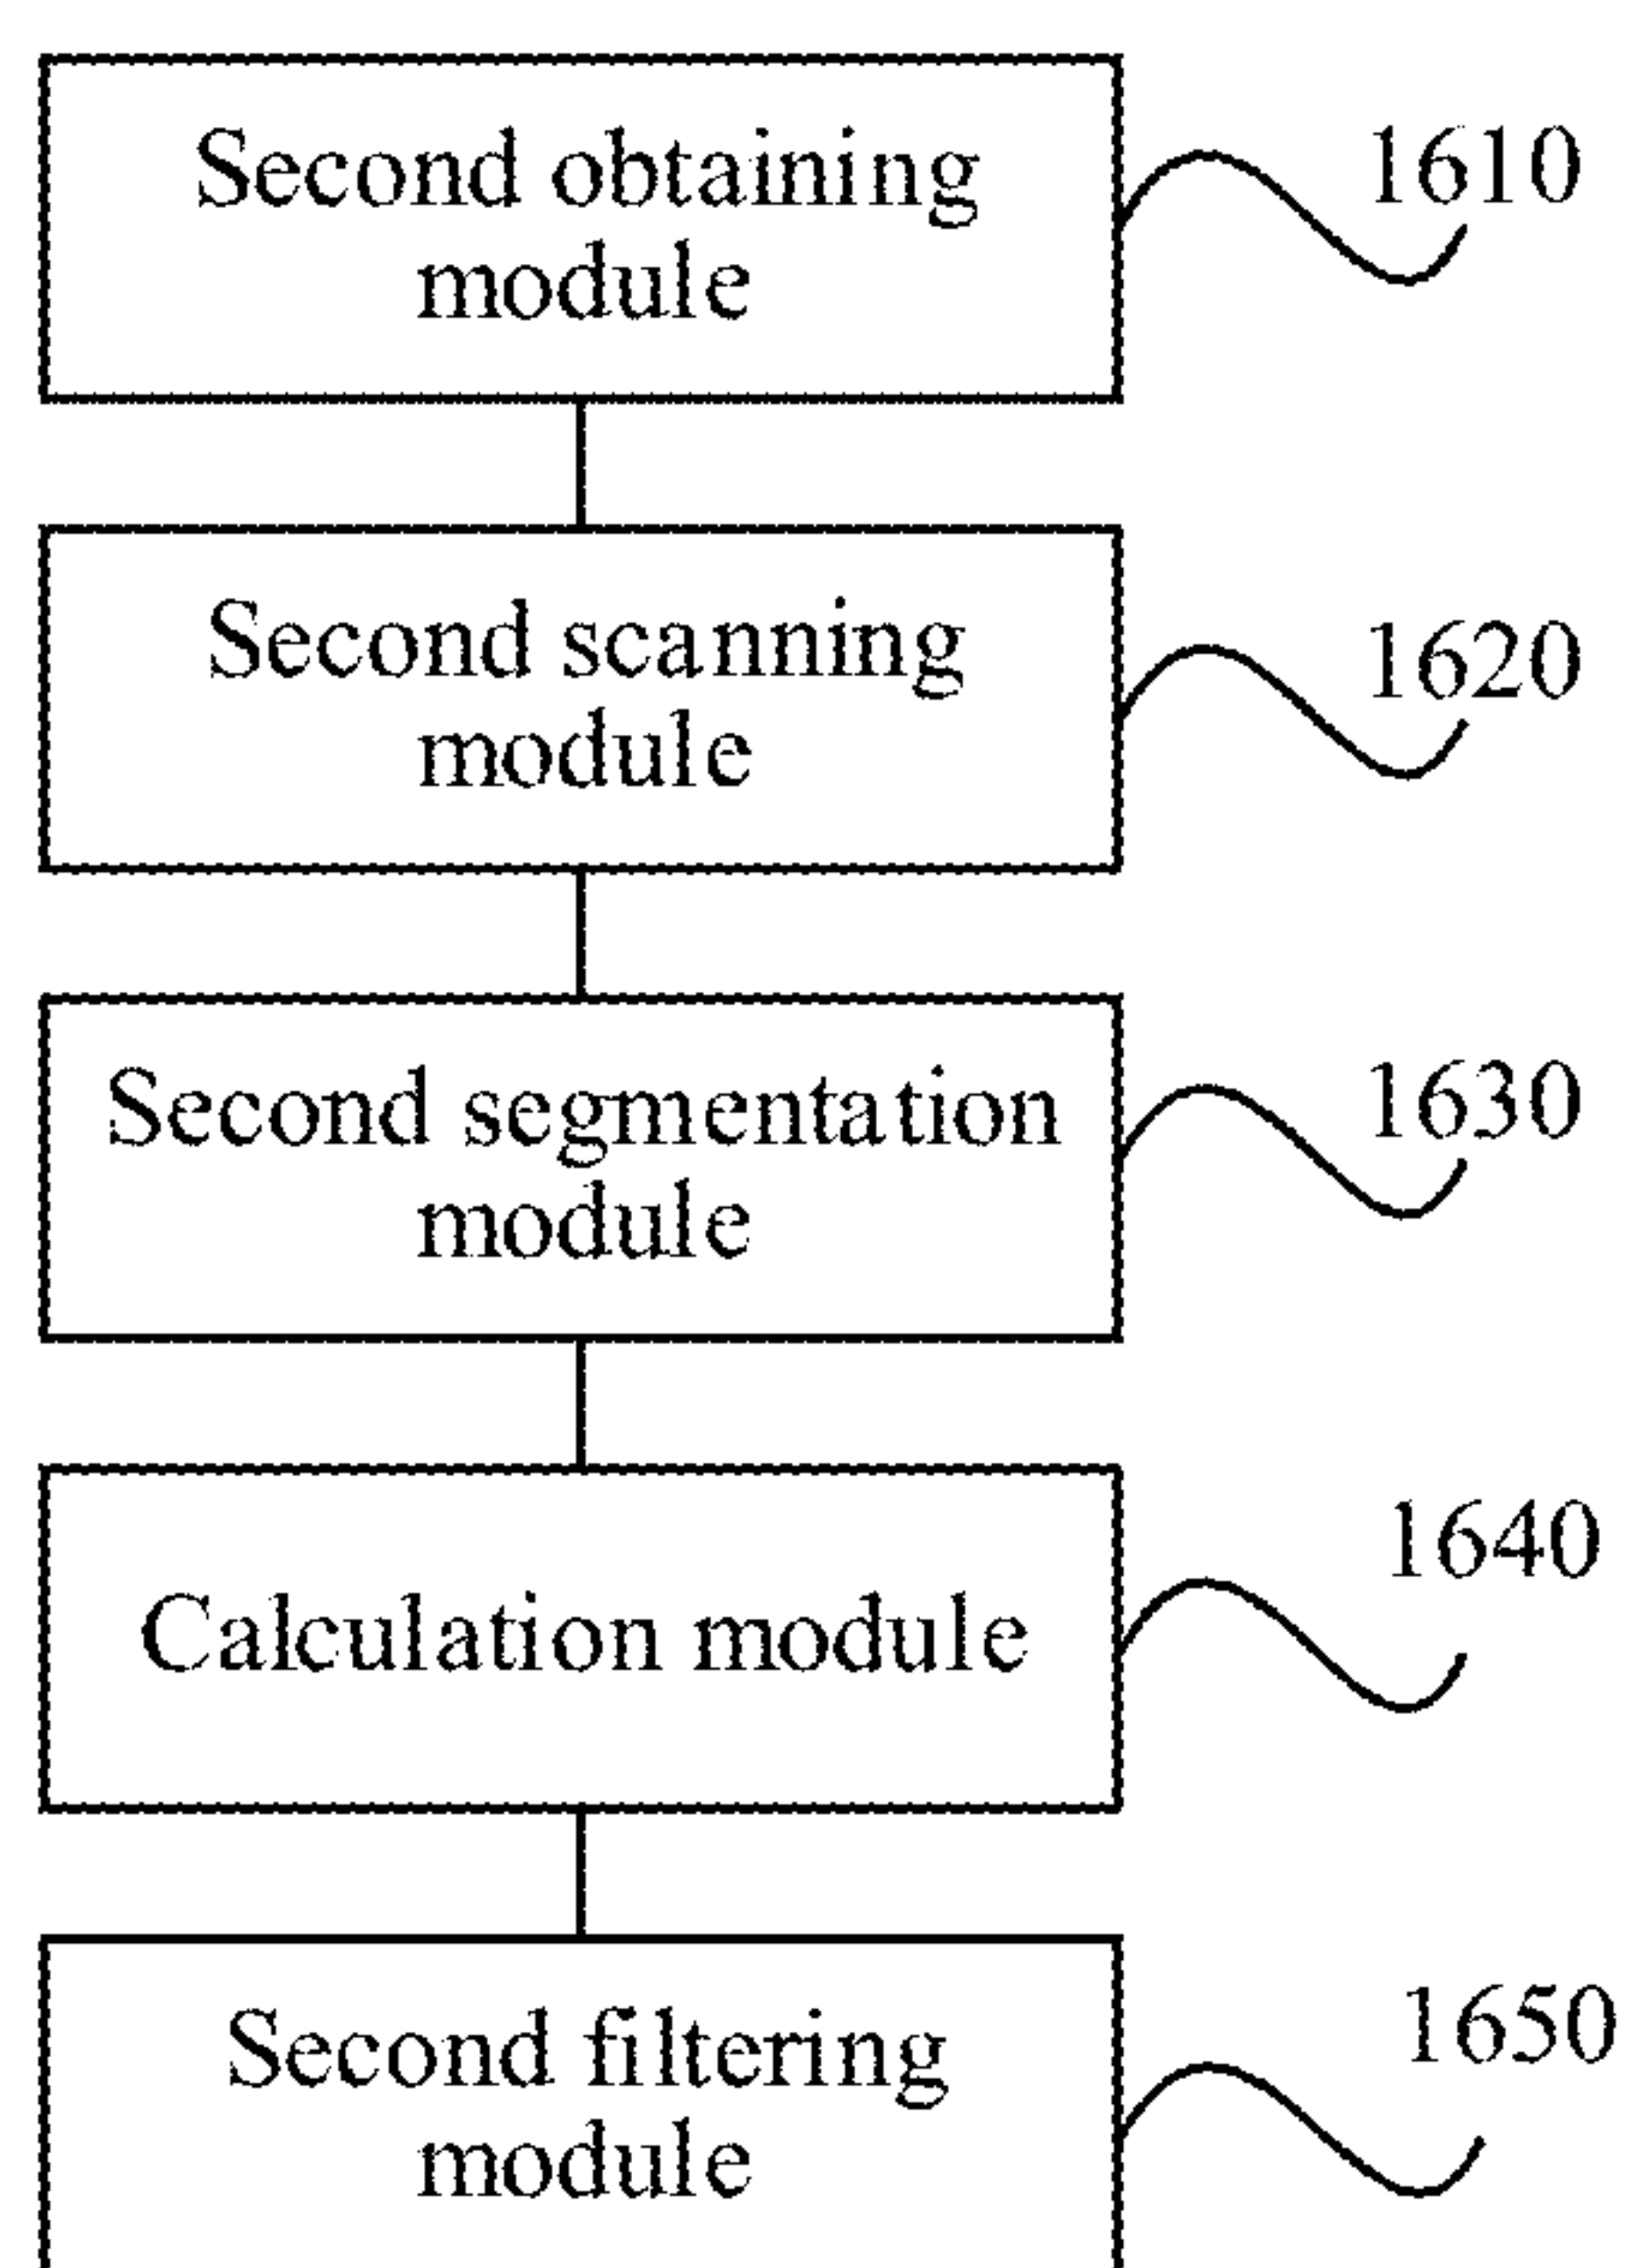 Second obtaining
module
1610
Second scanning
module
1620
Second segmentation
module
1630
Calculation module
1640
Second filtering
module
1650